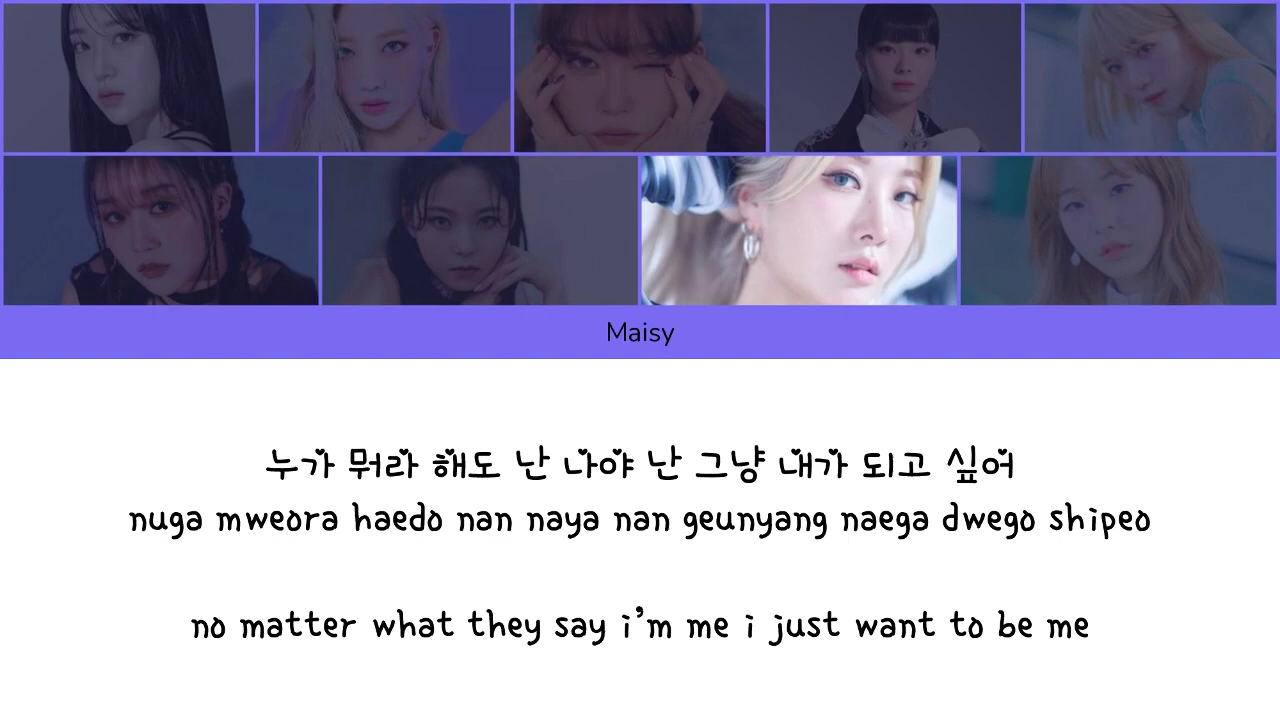 Maisy
누가 뭐라 해도 난 나야 난 그냥 내가 되고 싶어
nuga mweora haedo nan naya nan geunyang naega dwego shipeo
no matter what they say i'm me i just want to be me